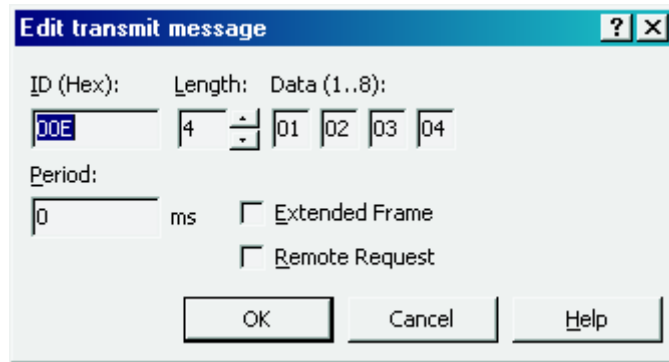 Edit transmit message
? X
ID (Hex): Length: Data (1..8):
00E 4 01 02 03 04
Period:
0 ms Extended Frame
Remote Request
OK Cancel Help